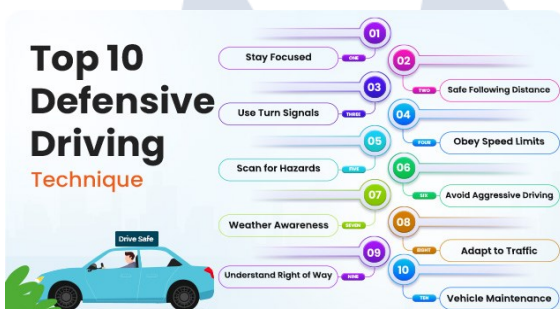 Top 10
Defensive
Driving
Technique
Drive Safe
01
Stay Focused
ONE
02
TWO
Safe Following Distance
03
Use Turn Signals
THREE
04
FOUR
Obey Speed Limits
05
Scan for Hazards
FIVE
06
SIX
Avoid Aggressive Driving
07
Weather Awareness
SEVEN
08
EIGHT
Adapt to Traffic
09
Understand Right of Way
NINE
10
TEN
Vehicle Maintenance